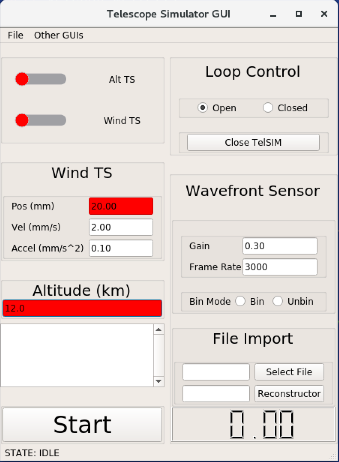 Telescope Simulator GUI
File Other GUIs
Alt TS
Wind TS
Loop Control
Open Closed
Close TelSIM
Wind TS
Pos (mm) 20.00
Vel (mm/s) 2.00
Accel (mm/s^2) 0.10
Wavefront Sensor
Gain 0.30
Frame Rate 3000
Bin Mode Bin Unbin
Altitude (km)
12.0
File Import
Select File
Reconstructor
Start
0.00
STATE: IDLE